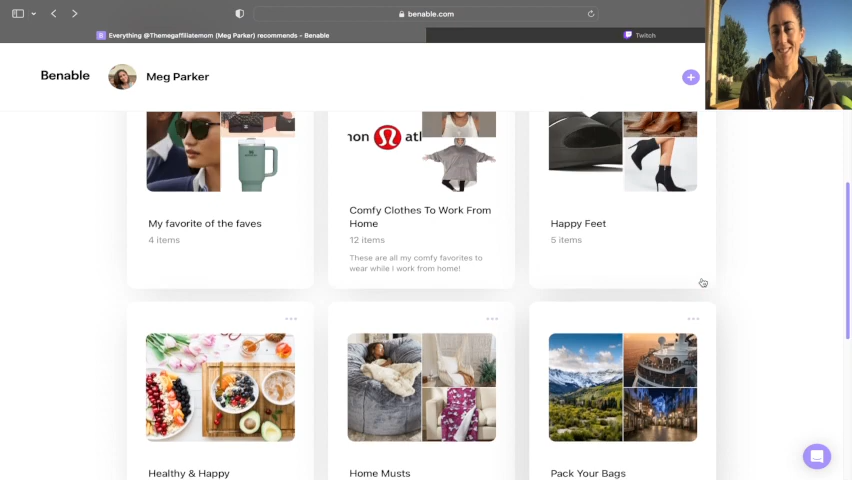 benable.com
Everything @Themegaffiliatemom (Meg Parker) recommends – Benable
Twitch
Benable
Meg Parker
non
atl
My favorite of the faves
4 items
Comfy Clothes To Work From
Home
12 items
These are all my comfy favorites to
wear while I work from home!
Happy Feet
5 items
Healthy & Happy
Home Musts
Pack Your Bags